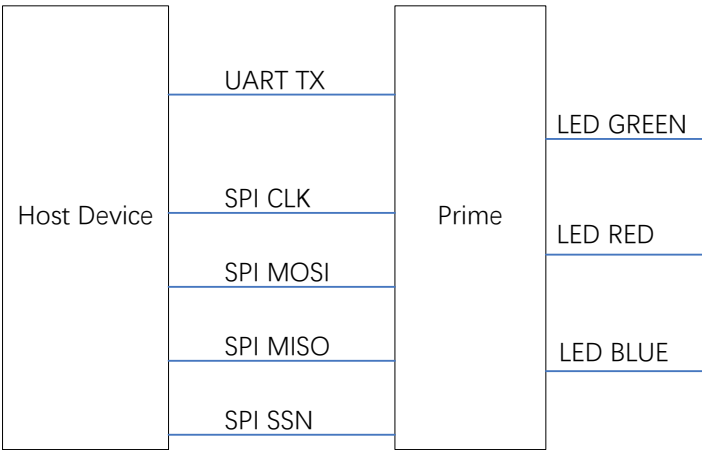 UART TX
LED GREEN
Host Device
SPI CLK
Prime
LED RED
SPI MOSI
SPI MISO
LED BLUE
SPI SSN